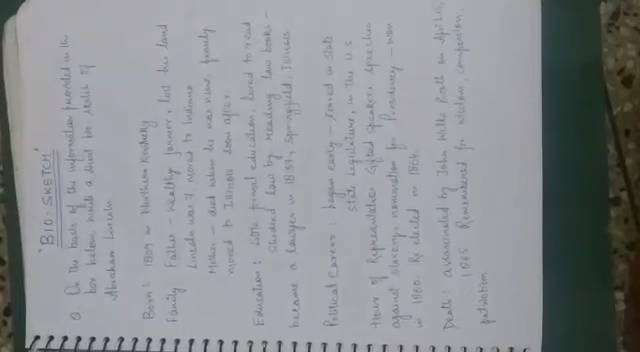 "BIO-SKETCH"
Q On the basis of the information provided in the
box below write a short bio sketch of
Abraham Lincoln
Born: 1809 in Northern Kentucky
Family Father - Wealthy farmer, lost his land
Lincoln was 7, moved to Indiana
Mother - died when he was nine, family
moved to Illinois soon after.
Education: Little formal education, loved to read
Studied law by reading law books -
became a lawyer in Springfield, Illinois
Political Career: began early - served in state
state legislature, in the U.S
House of Representative Gifted Speaker, speeches
against slavery, nomination for Presidency - won
in 1860. Re elected in 1864.
Death: assassinated by John Wilkes Booth on
1865 Remembered for wisdom, compassion,
patriotism